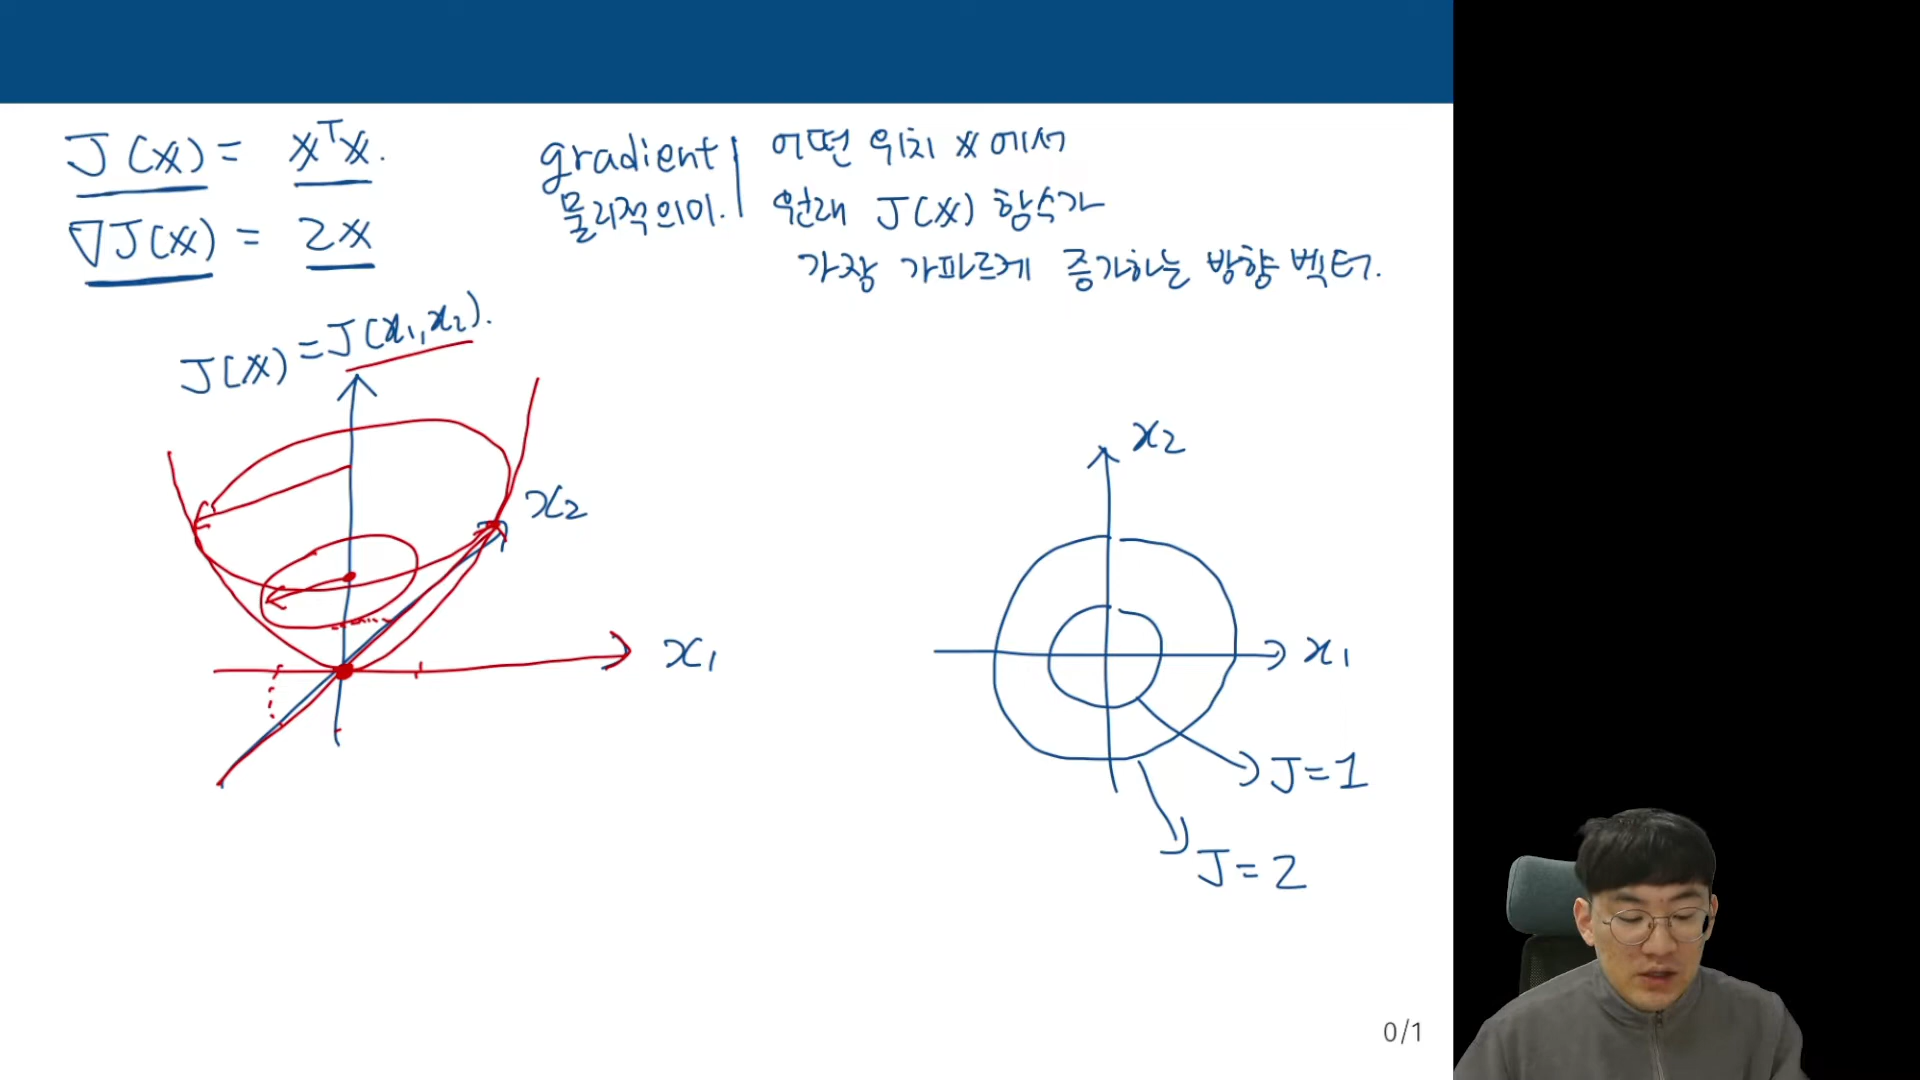 J(x) = xᵀx.
∇J(x) = 2x
gradient
물리적의미.
어떤 위치 x에서
원래 J(x) 함수가
가장 가파르게 증가하는 방향 벡터.
J(x) = J(x₁,x₂).
x₂
x₁
x₂
x₁
J=1
J=2
0/1